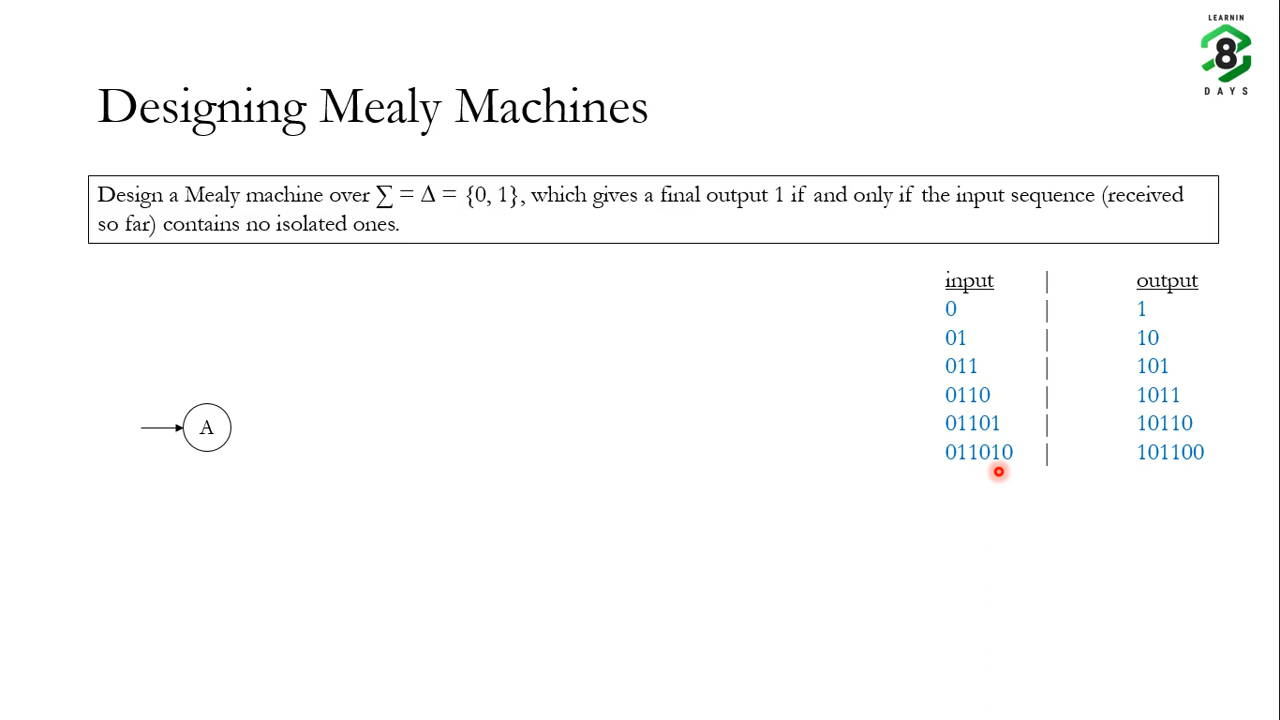 LEARNIN
8
DAYS
Designing Mealy Machines
Design a Mealy machine over ∑ = Δ = {0, 1}, which gives a final output 1 if and only if the input sequence (received
so far) contains no isolated ones.
input | output
0 | 1
01 | 10
011 | 101
0110 | 1011
01101 | 10110
011010 | 101100
A